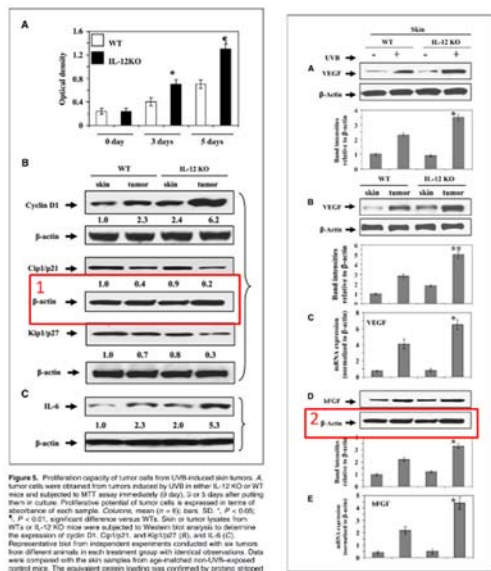 A
WT
IL-12KO
Optical density
1.6
1.2
0.8
0.4
0
0 day
3 days
5 days
*
¶
B
WT
IL-12 KO
skin
tumor
skin
tumor
Cyclin D1
1.0
2.3
2.4
6.2
β-actin
Cip1/p21
1.0
0.4
0.9
0.2
1
β-actin
Kip1/p27
1.0
0.7
0.8
0.3
β-actin
C
IL-6
1.0
2.3
2.0
5.3
β-actin
Figure 5. Proliferation capacity of tumor cells from UVB-induced skin tumors. A,
tumor cells were obtained from tumors induced by UVB in either IL-12 KO or WT
mice and subjected to MTT assay immediately (0 day), 3 or 5 days after putting
them in culture. Proliferative potential of tumor cells is expressed in terms of
absorbance of each sample. Columns, mean (n = 6); bars, SD. *, P < 0.05;
¶, P < 0.01, significant difference versus WTs. Skin or tumor lysates from
WTs or IL-12 KO mice were subjected to Western blot analysis to determine
the expression of cyclin D1, Cip1/p21, and Kip1/p27 (B), and IL-6 (C).
Representative blot from independent experiments conducted with six tumors
from different animals in each treatment group with identical observations. Data
were compared with the skin samples from age-matched non-UVB–exposed
control mice. The equivalent protein loading was confirmed by probing stripped
Skin
WT
IL-12 KO
UVB
-
+
-
+
A
VEGF
β-Actin
Band intensities
relative to β-actin
4
3
2
1
0
*
WT
IL-12 KO
skin
tumor
skin
tumor
B
VEGF
β-Actin
Band intensities
relative to β-actin
C
mRNA expression
(normalized to β-actin)
VEGF
*
D
bFGF
2
β-Actin
Band intensities
relative to β-actin
*
E
mRNA expression
(normalized to β-actin)
bFGF
*